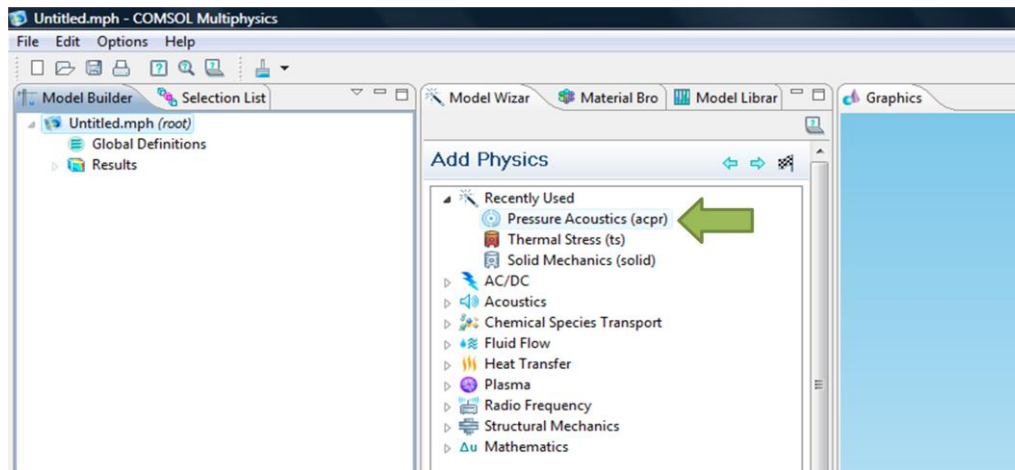 Untitled.mph - COMSOL Multiphysics
File Edit Options Help
Model Builder Selection List
Untitled.mph (root)
Global Definitions
Results
Model Wizar Material Bro Model Librar
Add Physics
Recently Used
Pressure Acoustics (acpr)
Thermal Stress (ts)
Solid Mechanics (solid)
AC/DC
Acoustics
Chemical Species Transport
Fluid Flow
Heat Transfer
Plasma
Radio Frequency
Structural Mechanics
Δu Mathematics
Graphics